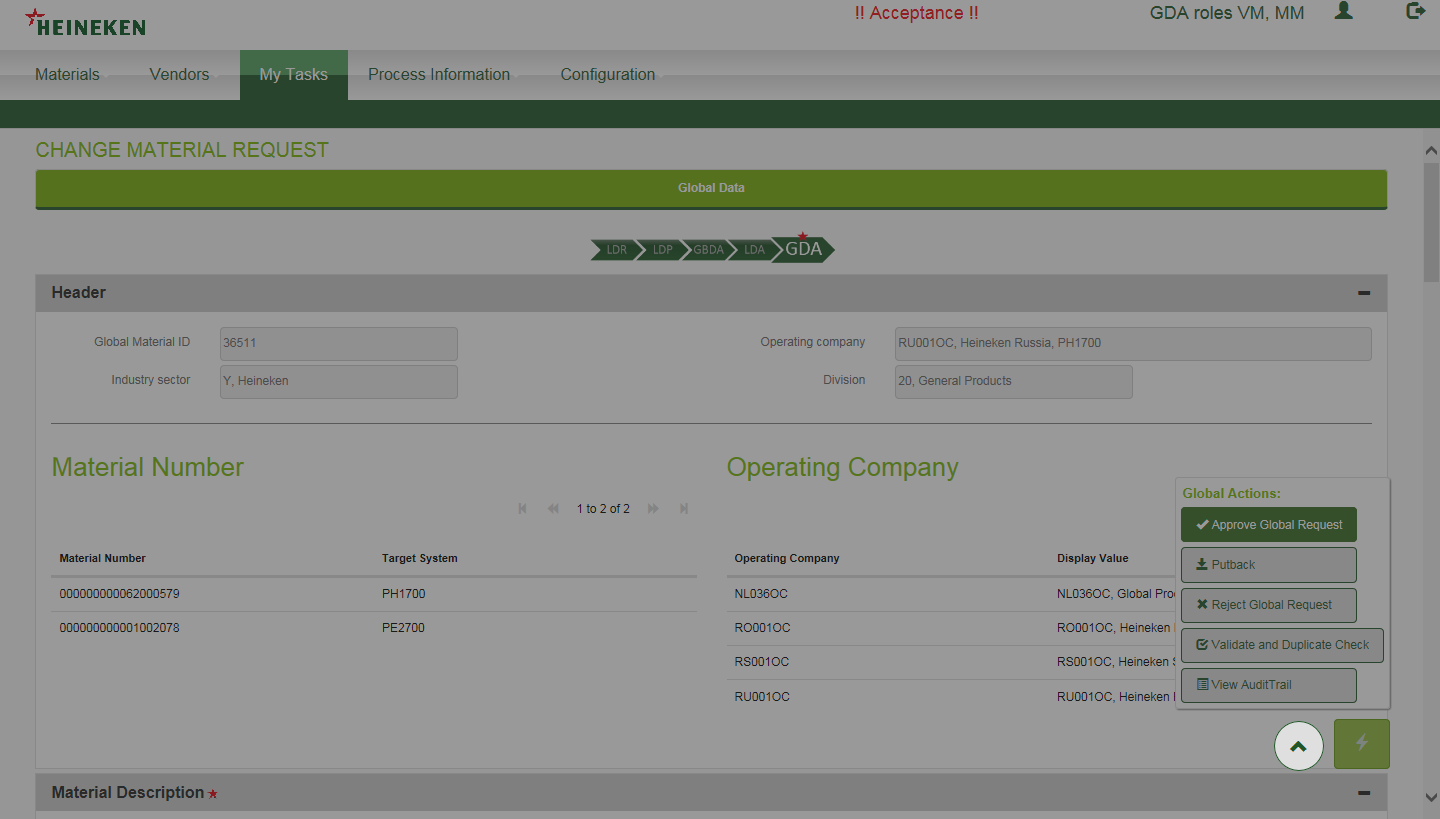 HEINEKEN
!! Acceptance !!
GDA roles VM, MM
Materials
Vendors
My Tasks
Process Information
Configuration
CHANGE MATERIAL REQUEST
Global Data
LDR
LDP
GBDA
LDA
GDA
Header
Global Material ID
36511
Operating company
RU001OC, Heineken Russia, PH1700
Industry sector
Y, Heineken
Division
20, General Products
Material Number
1 to 2 of 2
Material Number Target System
000000000062000579 PH1700
000000000001002078 PE2700
Operating Company
Operating Company Display Value
NL036OC NL036OC, Global Pro
RO001OC RO001OC, Heineken
RS001OC RS001OC, Heineken
RU001OC RU001OC, Heineken
Global Actions:
Approve Global Request
Putback
Reject Global Request
Validate and Duplicate Check
View AuditTrail
Material Description